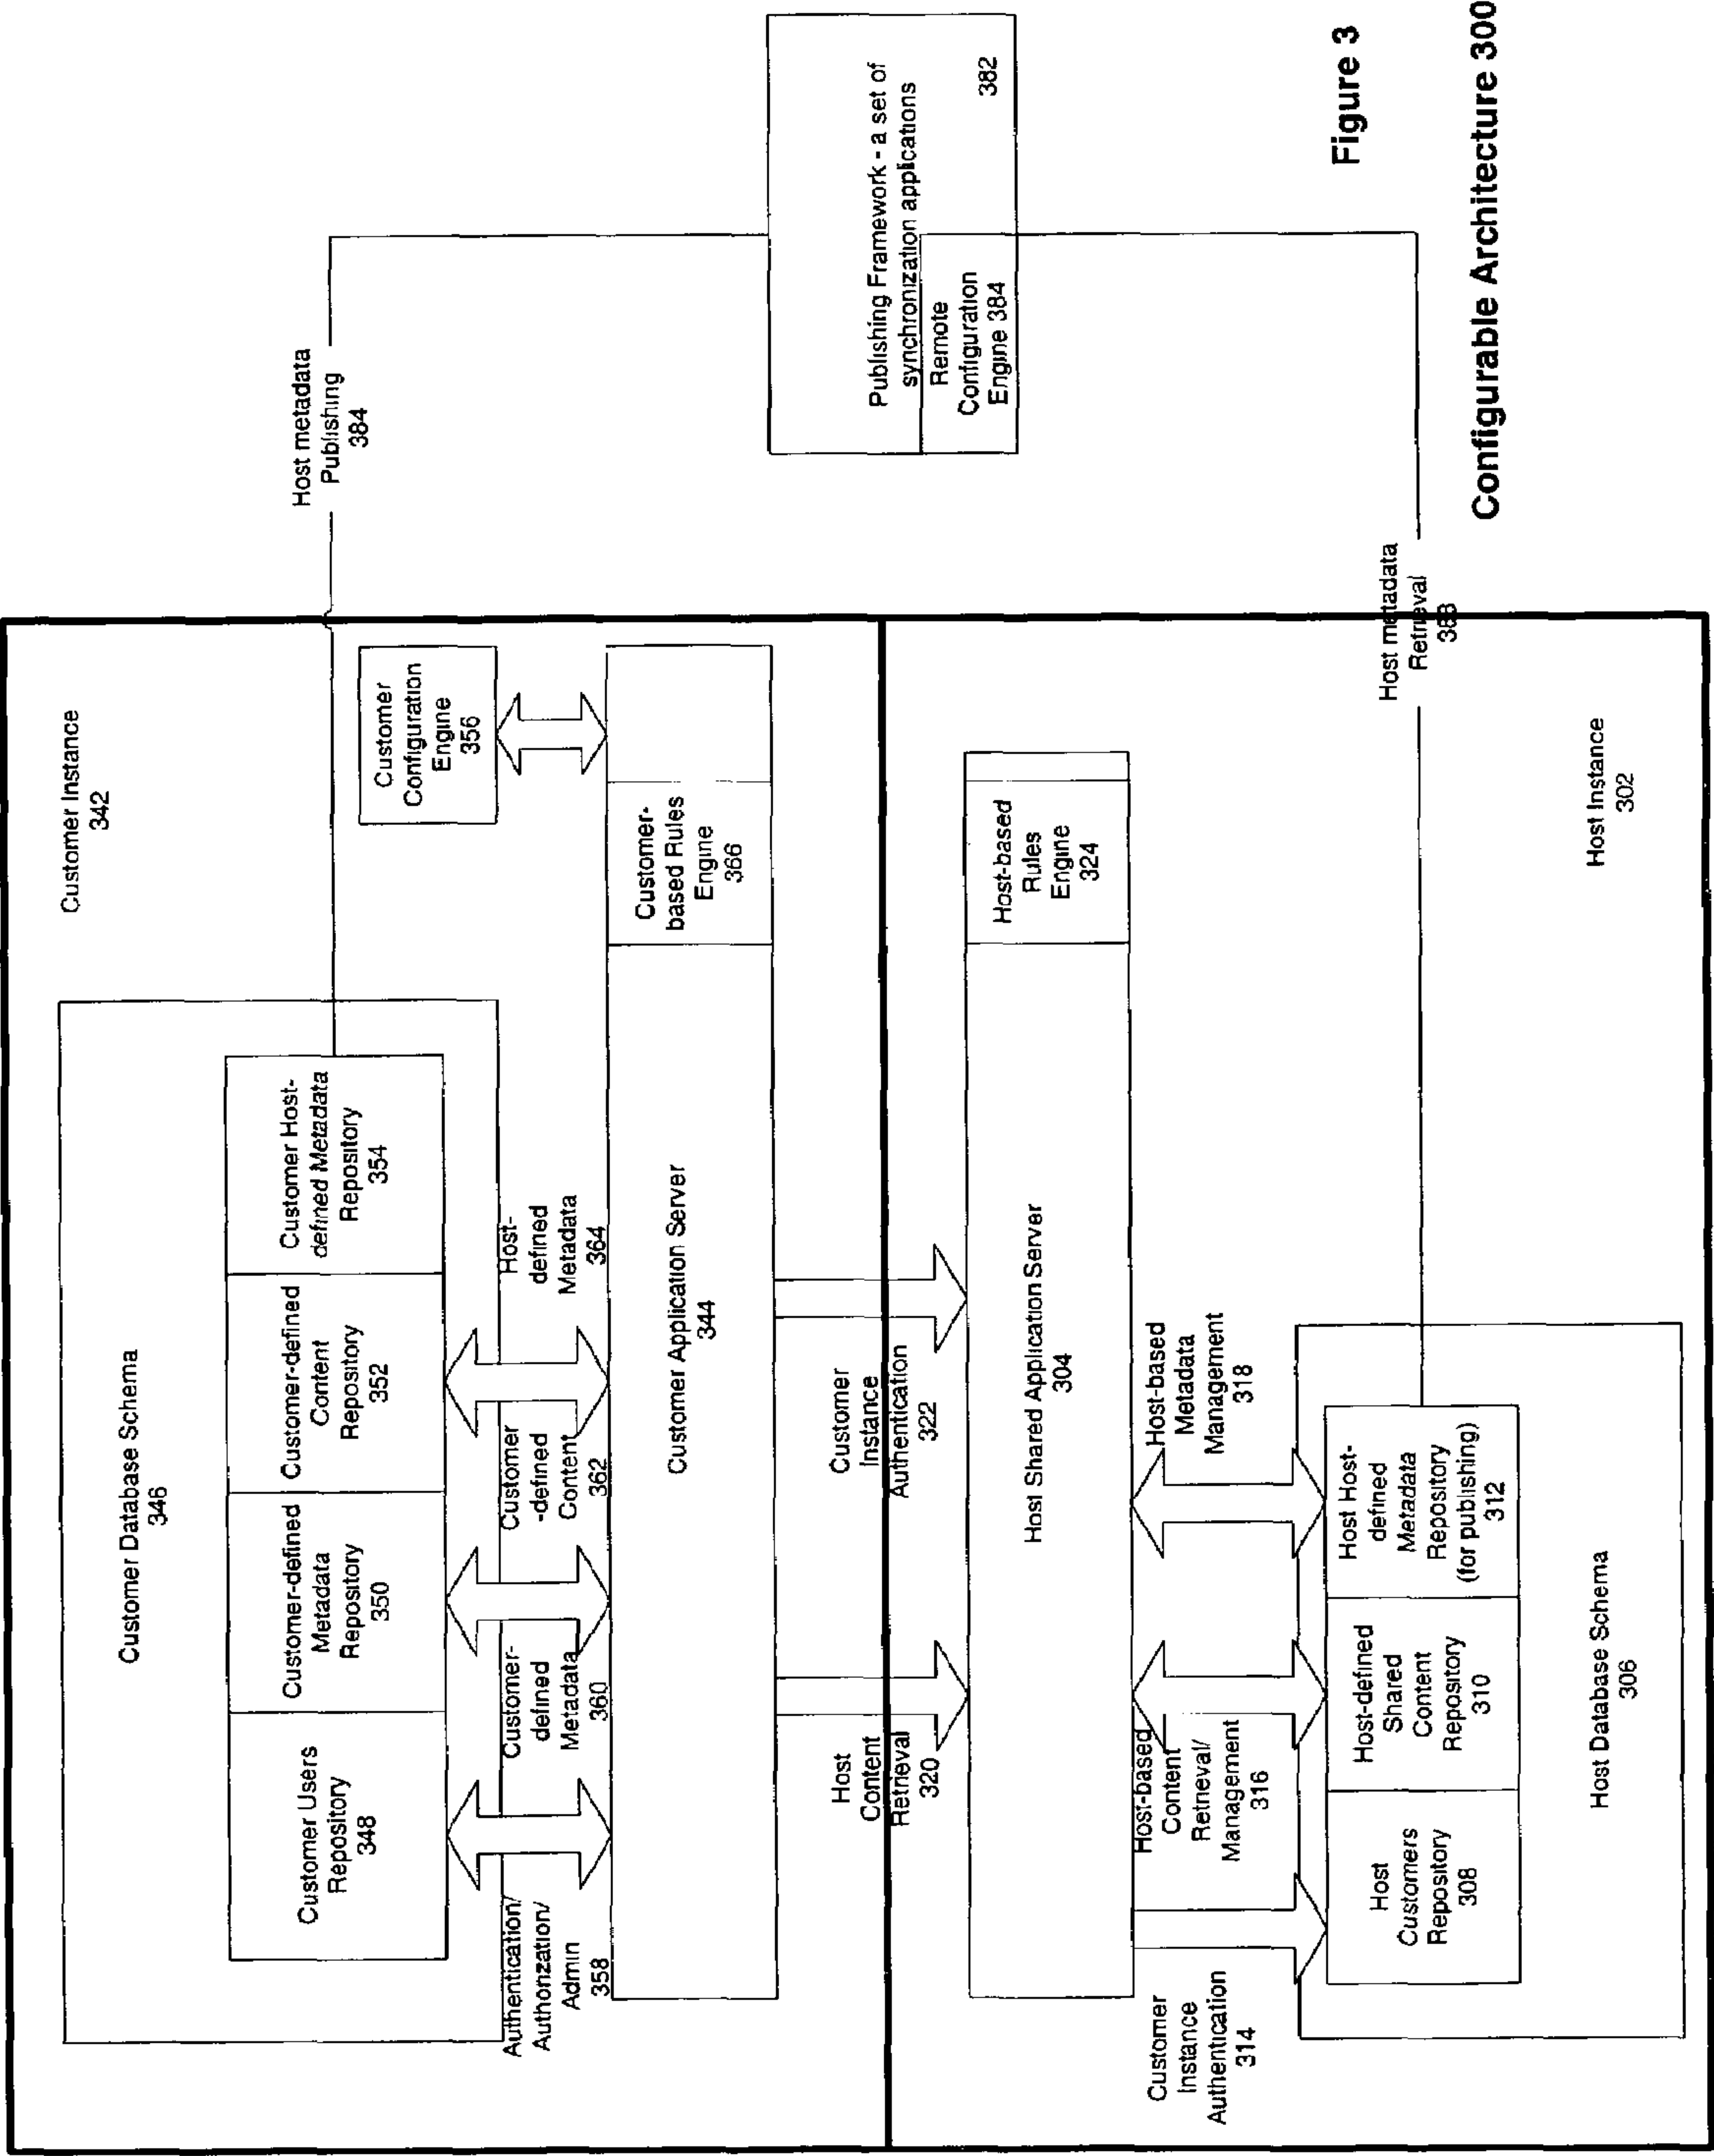 Customer Instance
342
Customer Database Schema
346
Customer Users
Repository
348
Customer-defined
Metadata
Repository
350
Customer-defined
Content
Repository
352
Customer Host-
defined Metadata
Repository
354
Customer
Configuration
Engine
356
Authentication/
Authorization/
Admin
358
Customer-
defined
Metadata
360
Customer
-defined
Content
362
Host-
defined
Metadata
364
Customer Application Server
344
Customer-
based Rules
Engine
366
Host
Content
Retrieval
320
Customer
Instance
Authentication
322
Host Shared Application Server
304
Host-based
Rules
Engine
324
Customer
Instance
Authentication
314
Host-based
Content
Retrieval/
Management
316
Host-based
Metadata
Management
318
Host
Customers
Repository
308
Host-defined
Shared
Content
Repository
310
Host Host-
defined
Metadata
Repository
(for publishing)
312
Host Database Schema
306
Host Instance
302
Host metadata
Publishing
384
Publishing Framework - a set of
synchronization applications
382
Remote
Configuration
Engine 384
Host metadata
Retrieval
Figure 3
Configurable Architecture 300